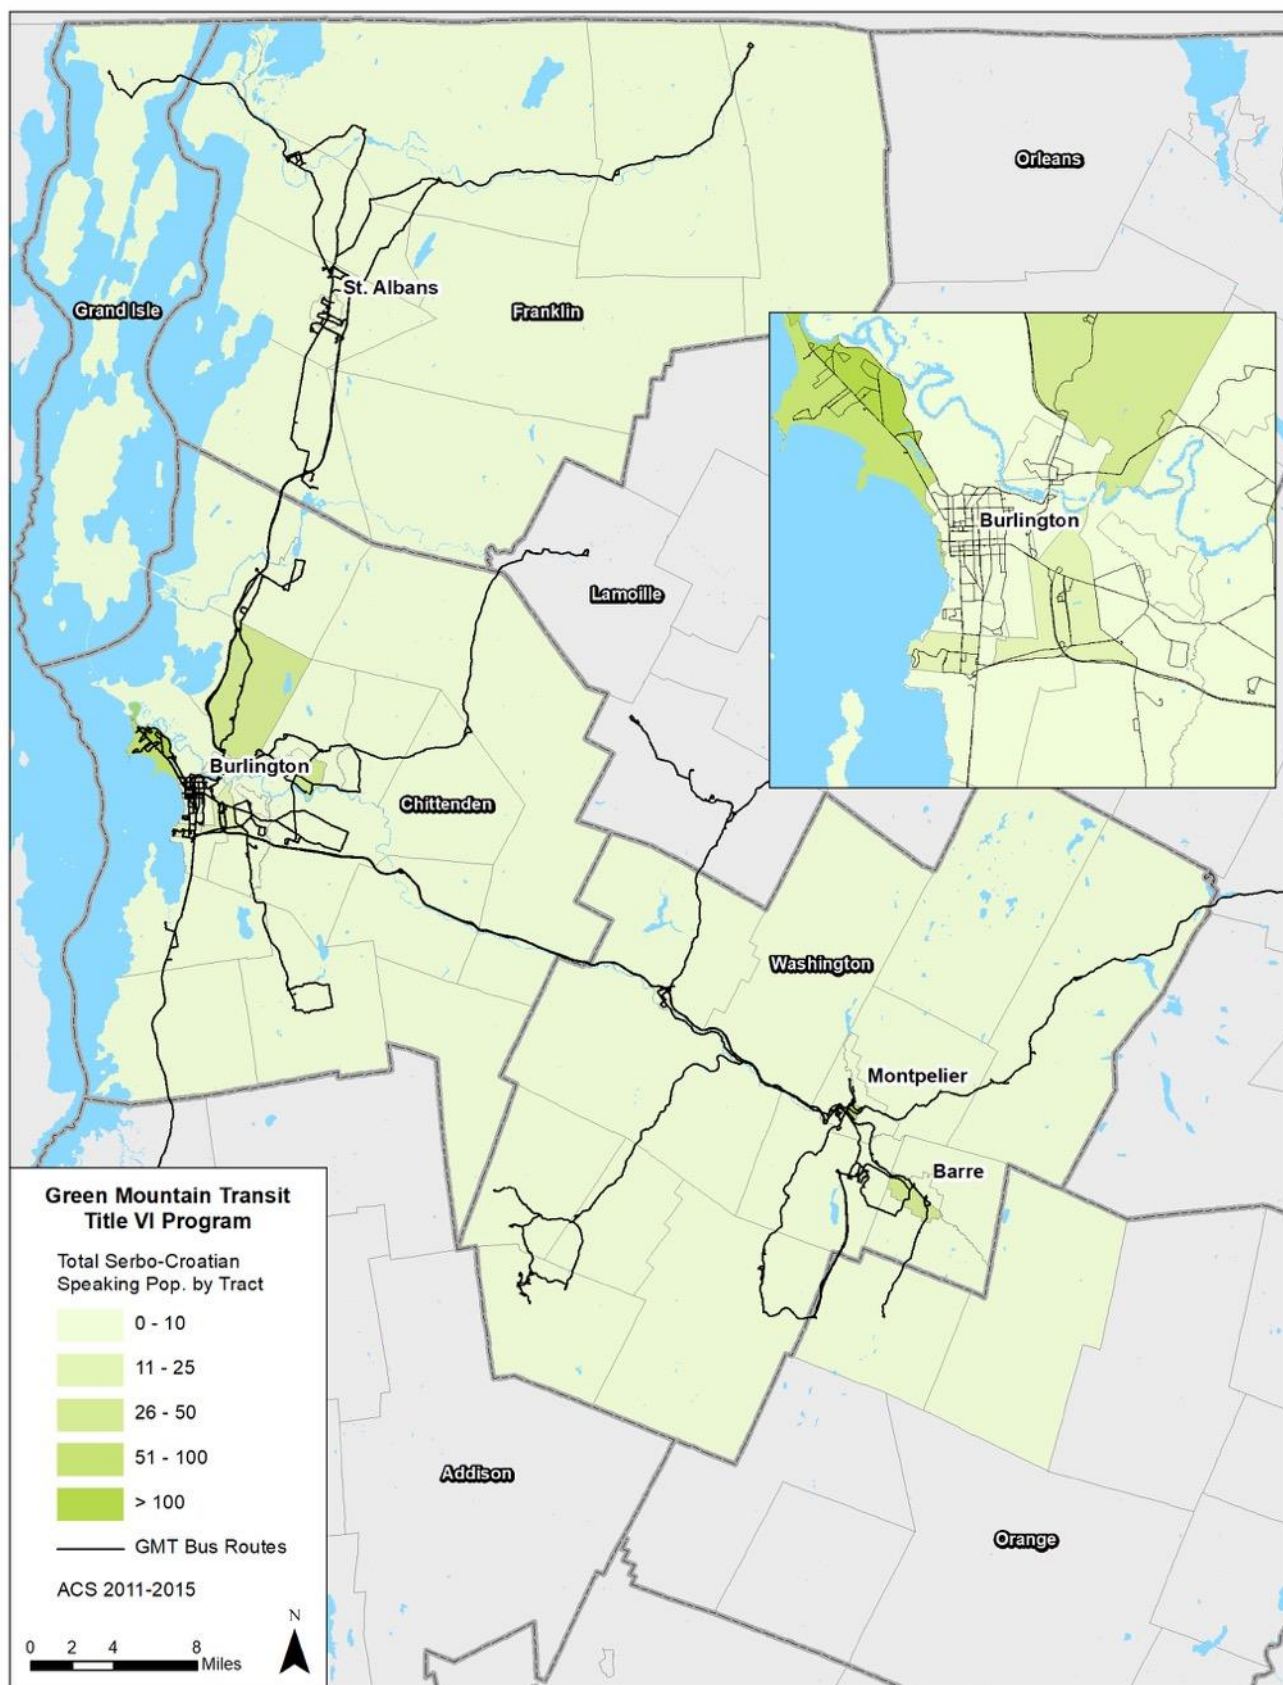 Orleans
St. Albans
Grand Isle
Franklin
Burlington
Lamoille
Burlington
Chittenden
Washington
Montpelier
Barre
Green Mountain Transit
Title VI Program
Total Serbo-Croatian
Speaking Pop. by Tract
0 - 10
11 - 25
26 - 50
51 - 100
> 100
GMT Bus Routes
ACS 2011-2015
N
0 2 4 8
Miles
Addison
Orange